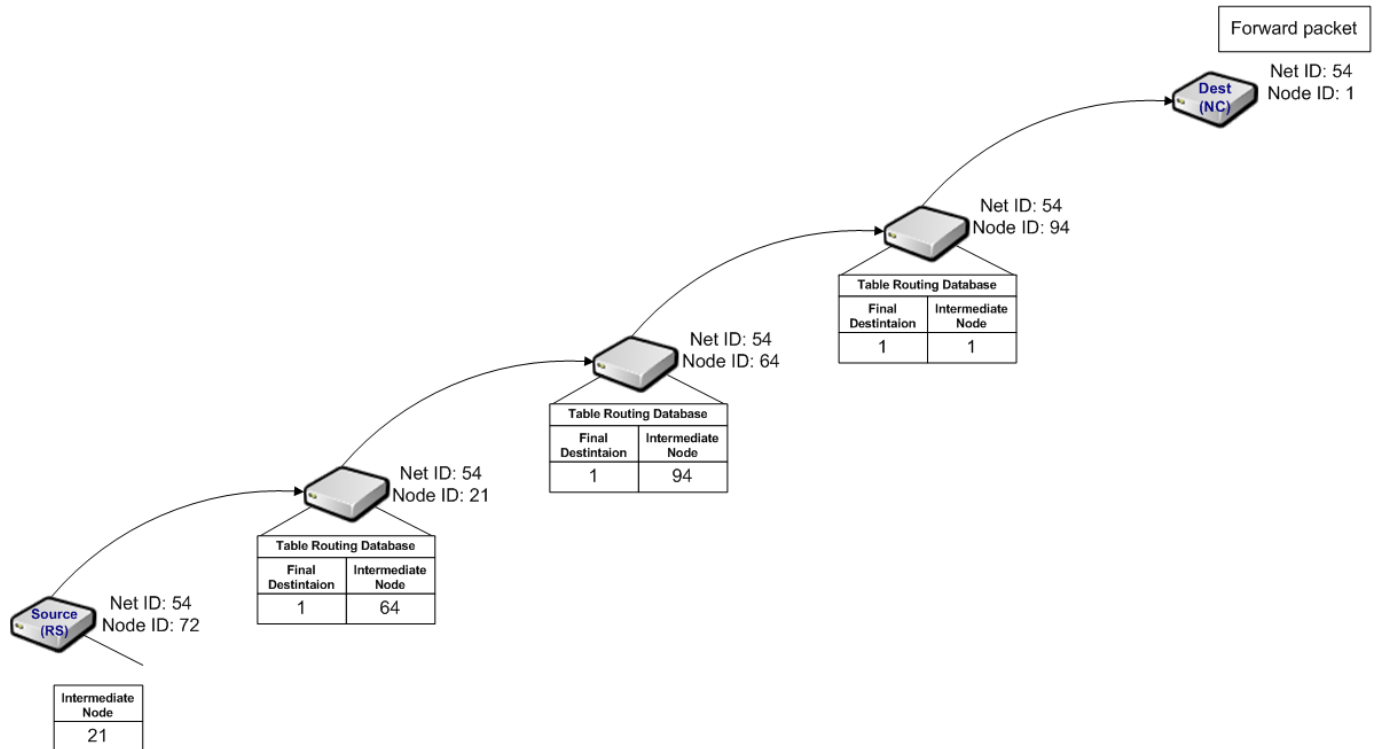 Forward packet
Dest
(NC)
Net ID: 54
Node ID: 1
Net ID: 54
Node ID: 94
Table Routing Database
Final
Destintaion
Intermediate
Node
1
1
Net ID: 54
Node ID: 64
Table Routing Database
Final
Destintaion
Intermediate
Node
1
94
Net ID: 54
Node ID: 21
Table Routing Database
Final
Destintaion
Intermediate
Node
1
64
Source
(RS)
Net ID: 54
Node ID: 72
Intermediate
Node
21